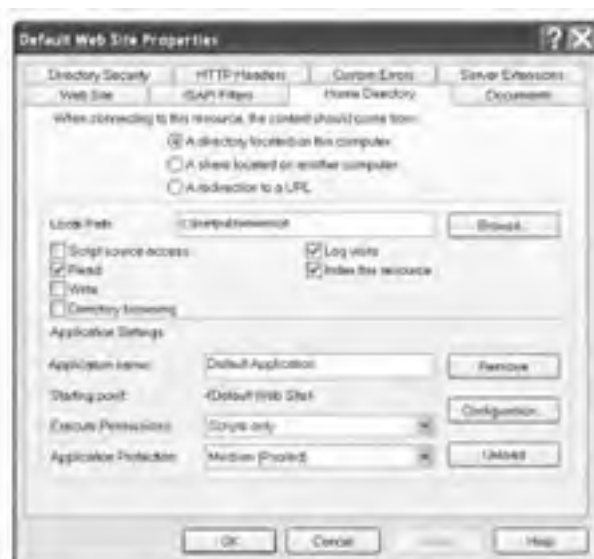 Default Web Site Properties
Directory Security HTTP Headers Custom Errors Server Extensions
Web Site ISAPI Filters Home Directory Documents
When connecting to this resource, the content should come from:
A directory located on this computer
A share located on another computer
A redirection to a URL
Local Path: Browse...
Script source access Log visits
Read Index this resource
Write
Directory browsing
Application Settings
Application name: Default Application Remove
Starting point: <Default Web Site>
Configuration...
Execute Permissions: Scripts only
Application Protection: Medium (Pooled) Unload
OK Cancel Help